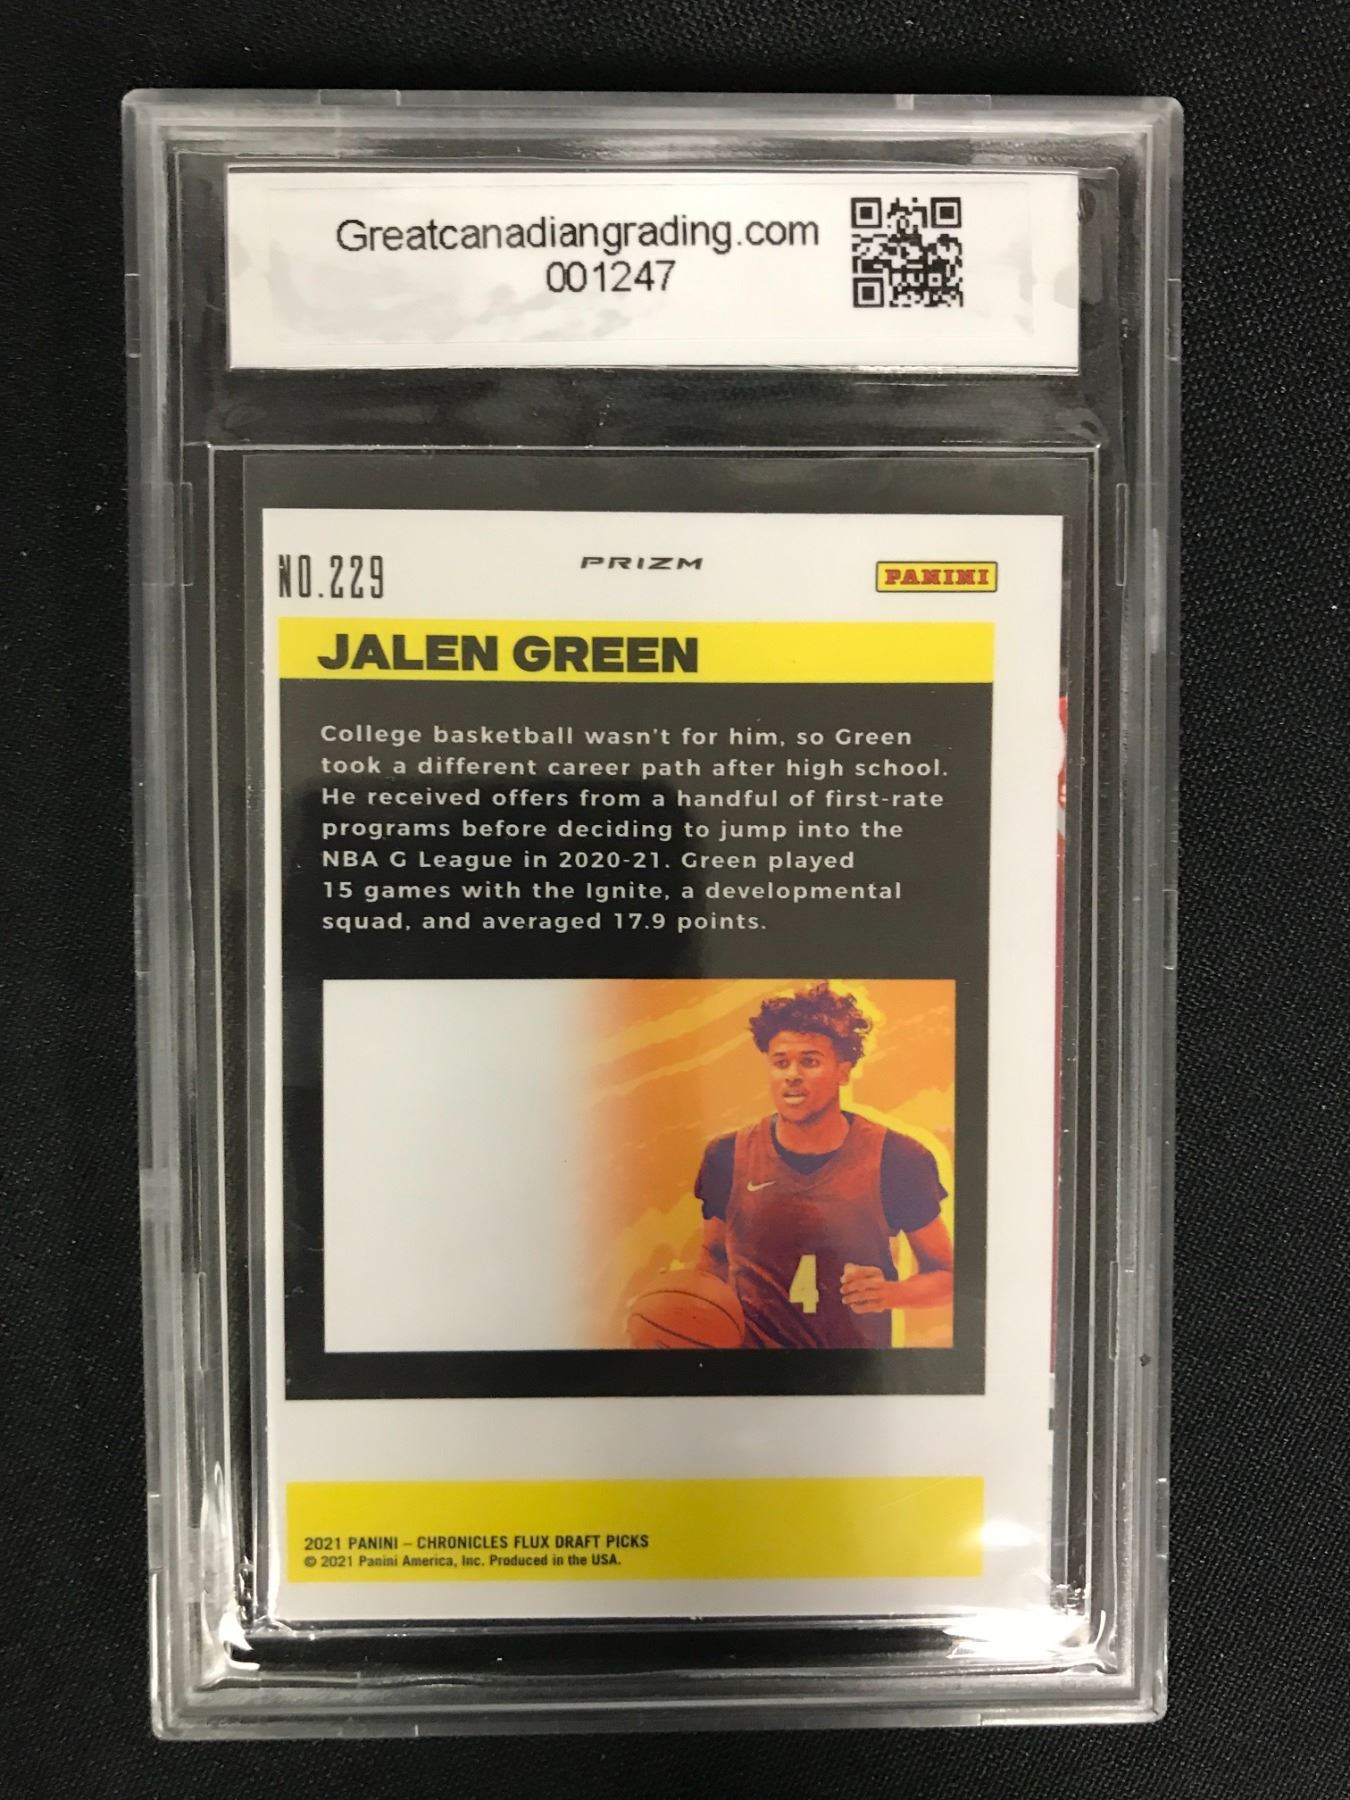 Greatcanadiangrading.com
001247
NO.229
PRIZM
PANINI
JALEN GREEN
College basketball wasn't for him, so Green
took a different career path after high school.
He received offers from a handful of first-rate
programs before deciding to jump into the
NBA G League in 2020-21. Green played
15 games with the Ignite, a developmental
squad, and averaged 17.9 points.
4
2021 PANINI – CHRONICLES FLUX DRAFT PICKS
© 2021 Panini America, Inc. Produced in the USA.